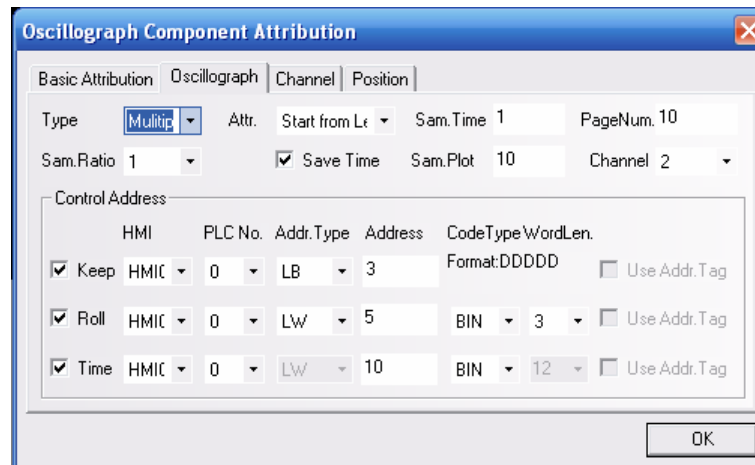 Oscillograph Component Attribution
Basic Attribution Oscillograph Channel Position
Type Mulitip Attr. Start from Le Sam.Time 1 PageNum. 10
Sam.Ratio 1 Save Time Sam.Plot 10 Channel 2
Control Address
HMI PLC No. Addr.Type Address CodeType WordLen.
Keep HMI0 0 LB 3 Format:DDDDD Use Addr.Tag
Roll HMI0 0 LW 5 BIN 3 Use Addr.Tag
Time HMI0 0 LW 10 BIN 12 Use Addr.Tag
OK